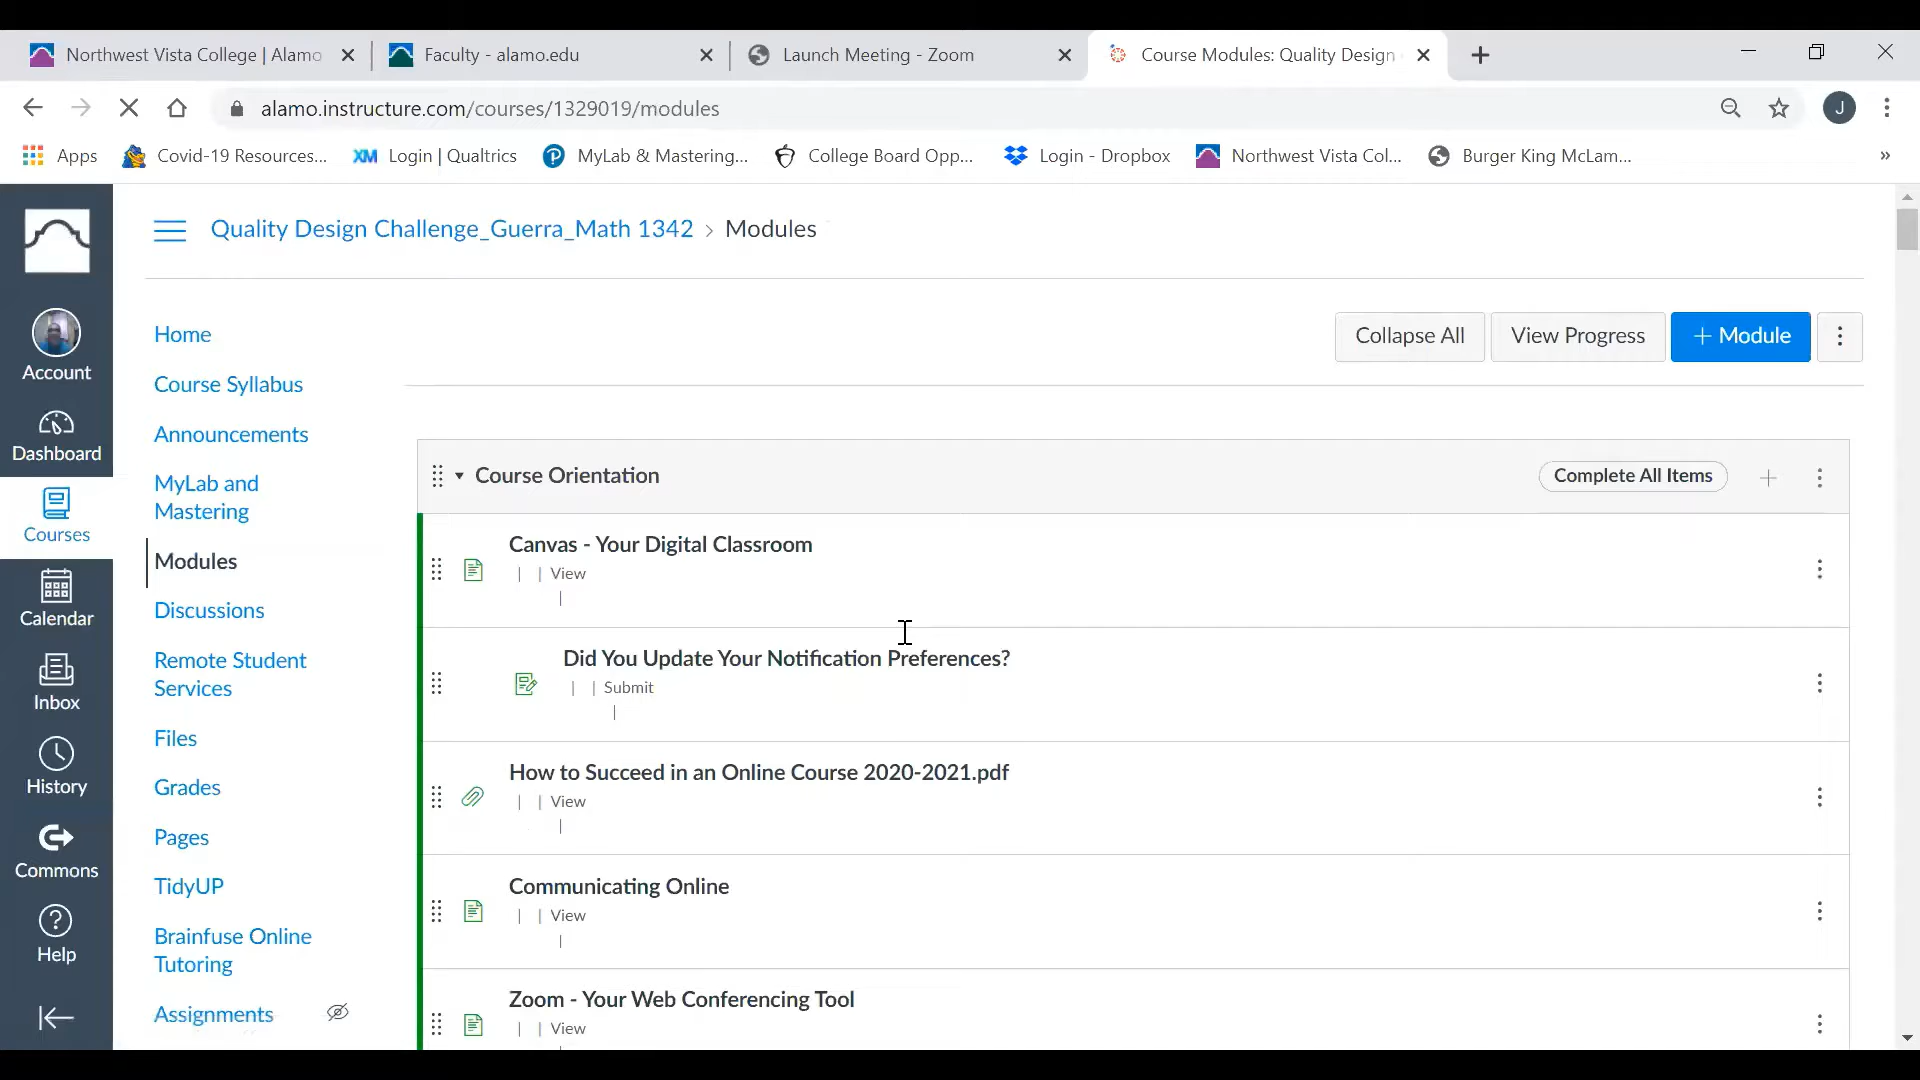 Northwest Vista College | Alamo
Faculty - alamo.edu
Launch Meeting - Zoom
Course Modules: Quality Design
alamo.instructure.com/courses/1329019/modules
J
Apps
Covid-19 Resources...
XM Login | Qualtrics
P MyLab & Mastering...
College Board Opp...
Login - Dropbox
Northwest Vista Col...
Burger King McLam...
»
Quality Design Challenge_Guerra_Math 1342 > Modules
Account
Dashboard
Courses
Calendar
Inbox
History
Commons
Help
Home
Course Syllabus
Announcements
MyLab and
Mastering
Modules
Discussions
Remote Student
Services
Files
Grades
Pages
TidyUP
Brainfuse Online
Tutoring
Assignments
Collapse All
View Progress
+ Module
Course Orientation
Complete All Items
Canvas - Your Digital Classroom
| | View
|
Did You Update Your Notification Preferences?
| | Submit
|
How to Succeed in an Online Course 2020-2021.pdf
| | View
|
Communicating Online
| | View
|
Zoom - Your Web Conferencing Tool
| | View